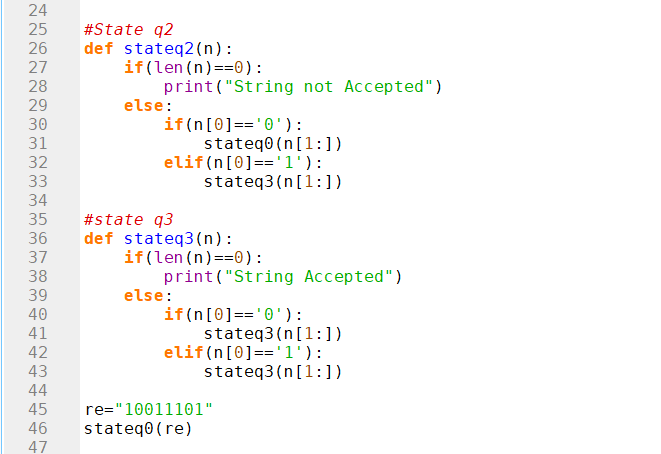 24
25 #State q2
26 def stateq2(n):
27     if(len(n)==0):
28         print("String not Accepted")
29     else:
30         if(n[0]=='0'):
31             stateq0(n[1:])
32         elif(n[0]=='1'):
33             stateq3(n[1:])
34
35 #state q3
36 def stateq3(n):
37     if(len(n)==0):
38         print("String Accepted")
39     else:
40         if(n[0]=='0'):
41             stateq3(n[1:])
42         elif(n[0]=='1'):
43             stateq3(n[1:])
44
45 re="10011101"
46 stateq0(re)
47